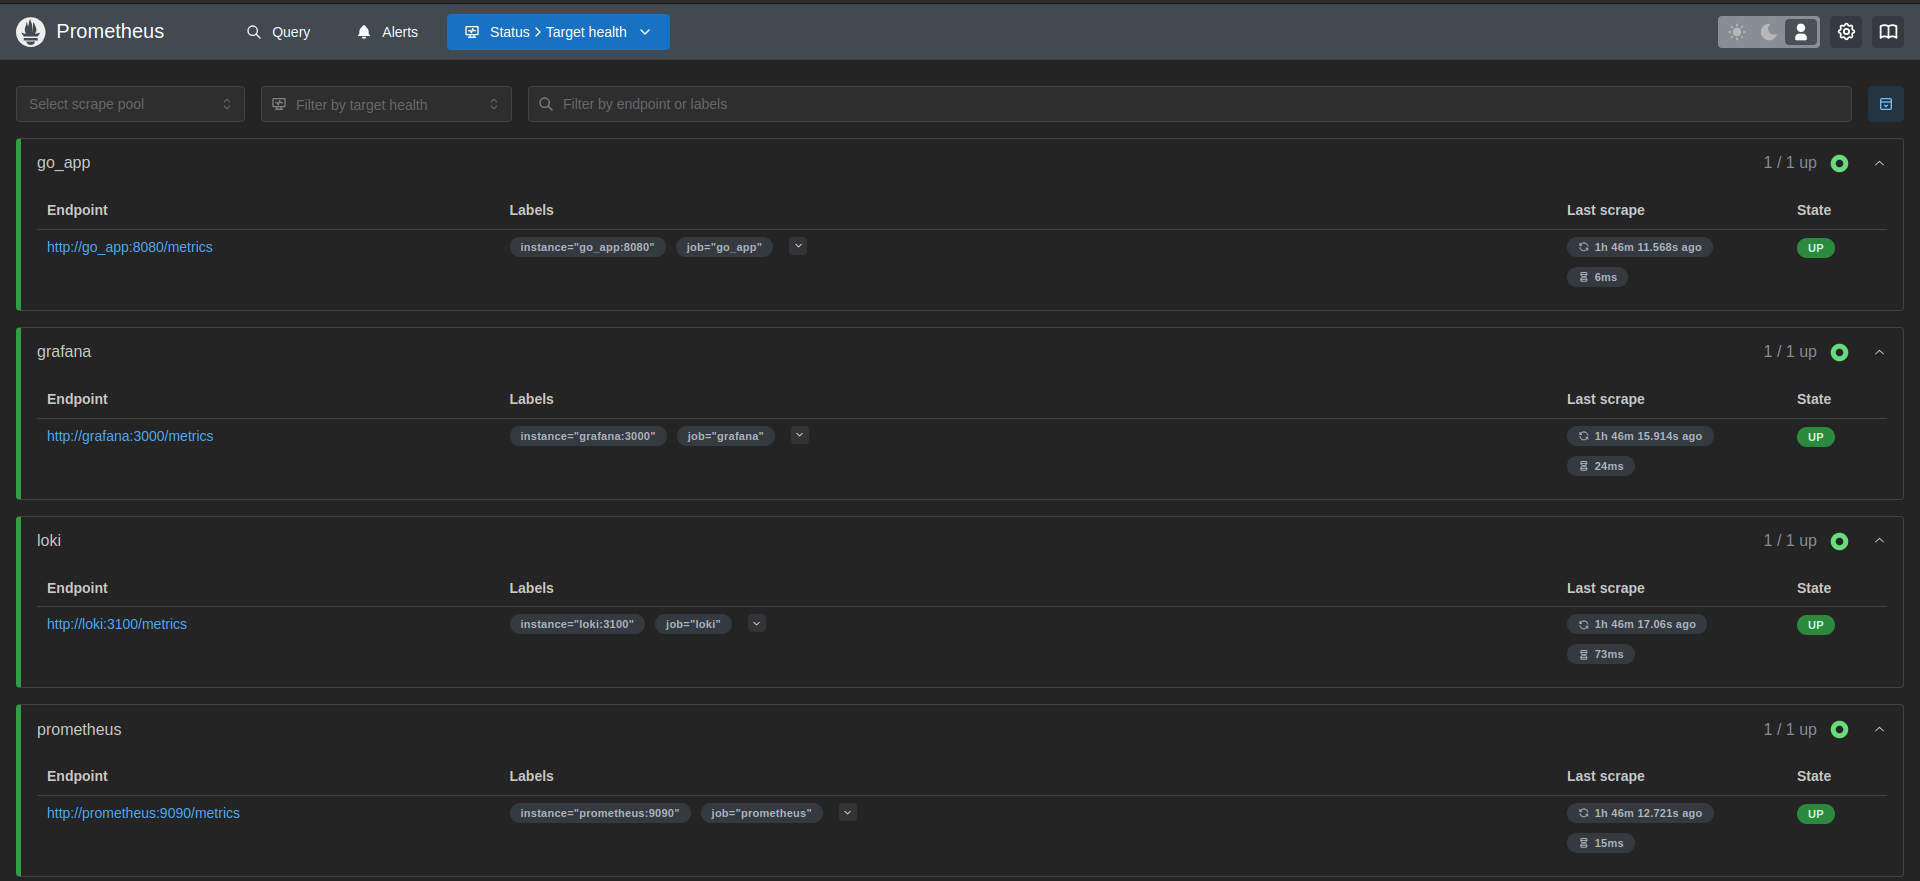 Prometheus Query Alerts Status > Target health
Select scrape pool Filter by target health Filter by endpoint or labels
go_app 1 / 1 up
Endpoint Labels Last scrape State
http://go_app:8080/metrics instance="go_app:8080" job="go_app" 1h 46m 11.568s ago UP
6ms
grafana 1 / 1 up
Endpoint Labels Last scrape State
http://grafana:3000/metrics instance="grafana:3000" job="grafana" 1h 46m 15.914s ago UP
24ms
loki 1 / 1 up
Endpoint Labels Last scrape State
http://loki:3100/metrics instance="loki:3100" job="loki" 1h 46m 17.06s ago UP
73ms
prometheus 1 / 1 up
Endpoint Labels Last scrape State
http://prometheus:9090/metrics instance="prometheus:9090" job="prometheus" 1h 46m 12.721s ago UP
15ms